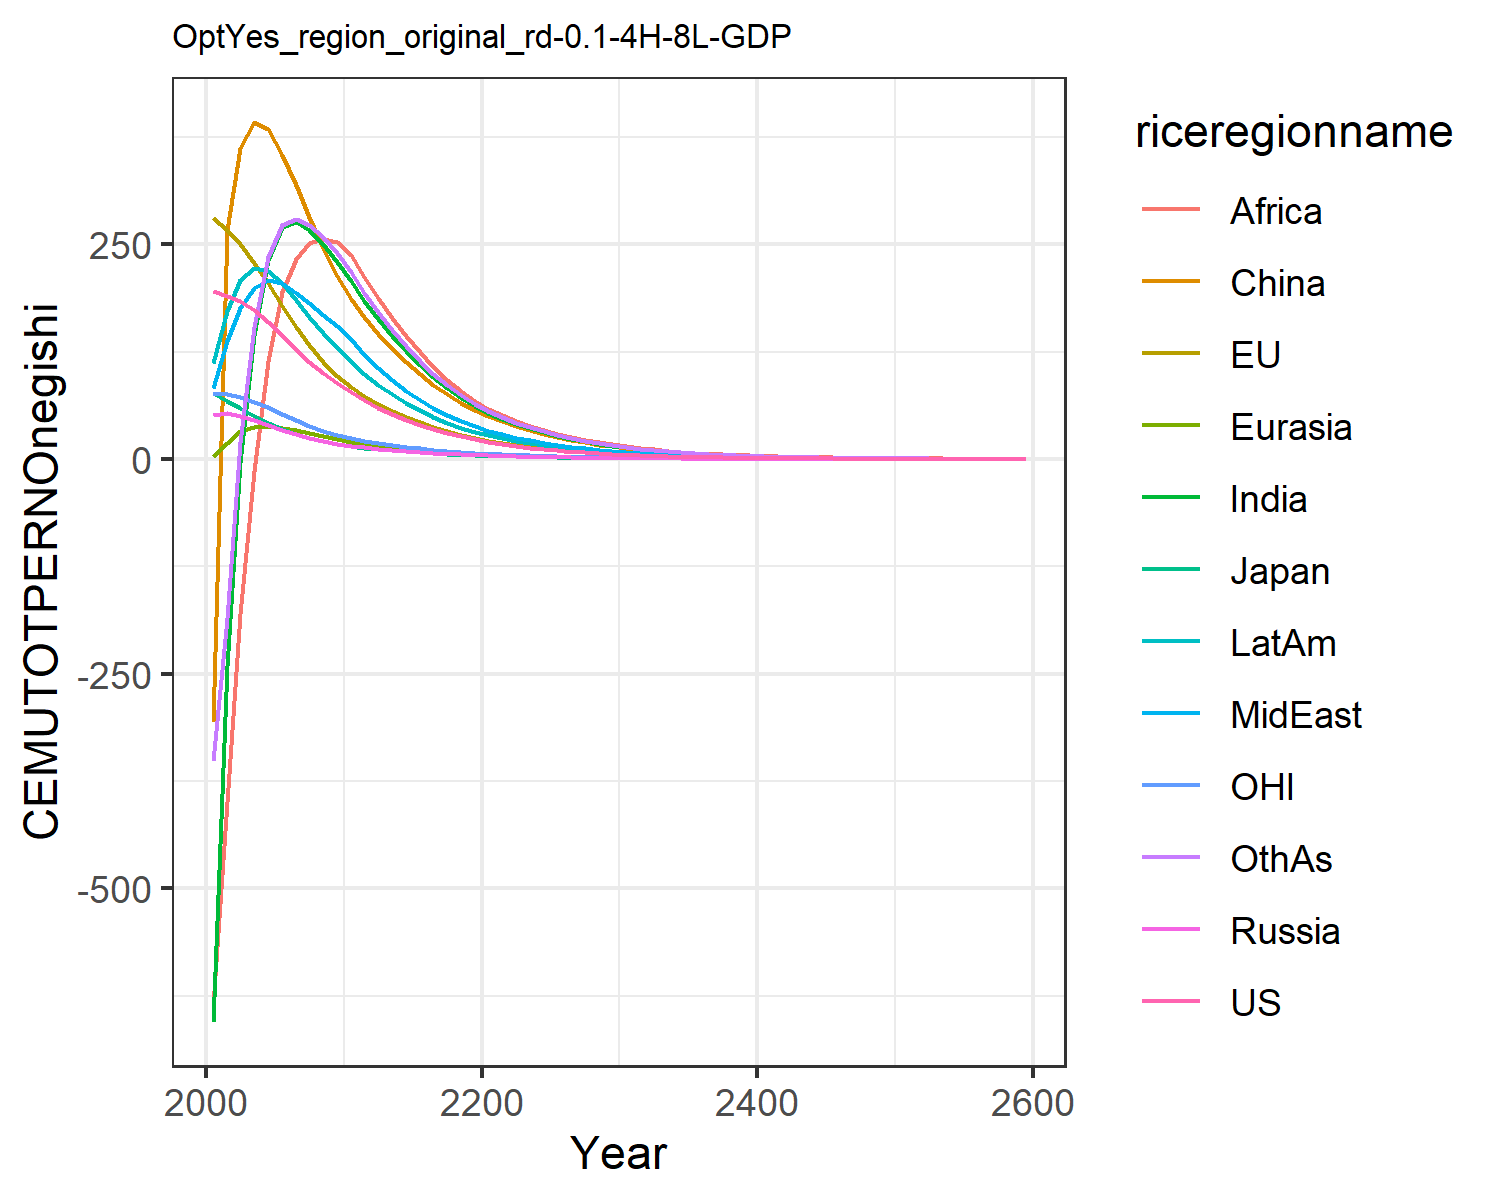 OptYes_region_original_rd-0.1-4H-8L-GDP
CEMUTOTPERNOnegishi
250
0
-250
-500
2000
2200
2400
2600
Year
riceregionname
Africa
China
EU
Eurasia
India
Japan
LatAm
MidEast
OHI
OthAs
Russia
US